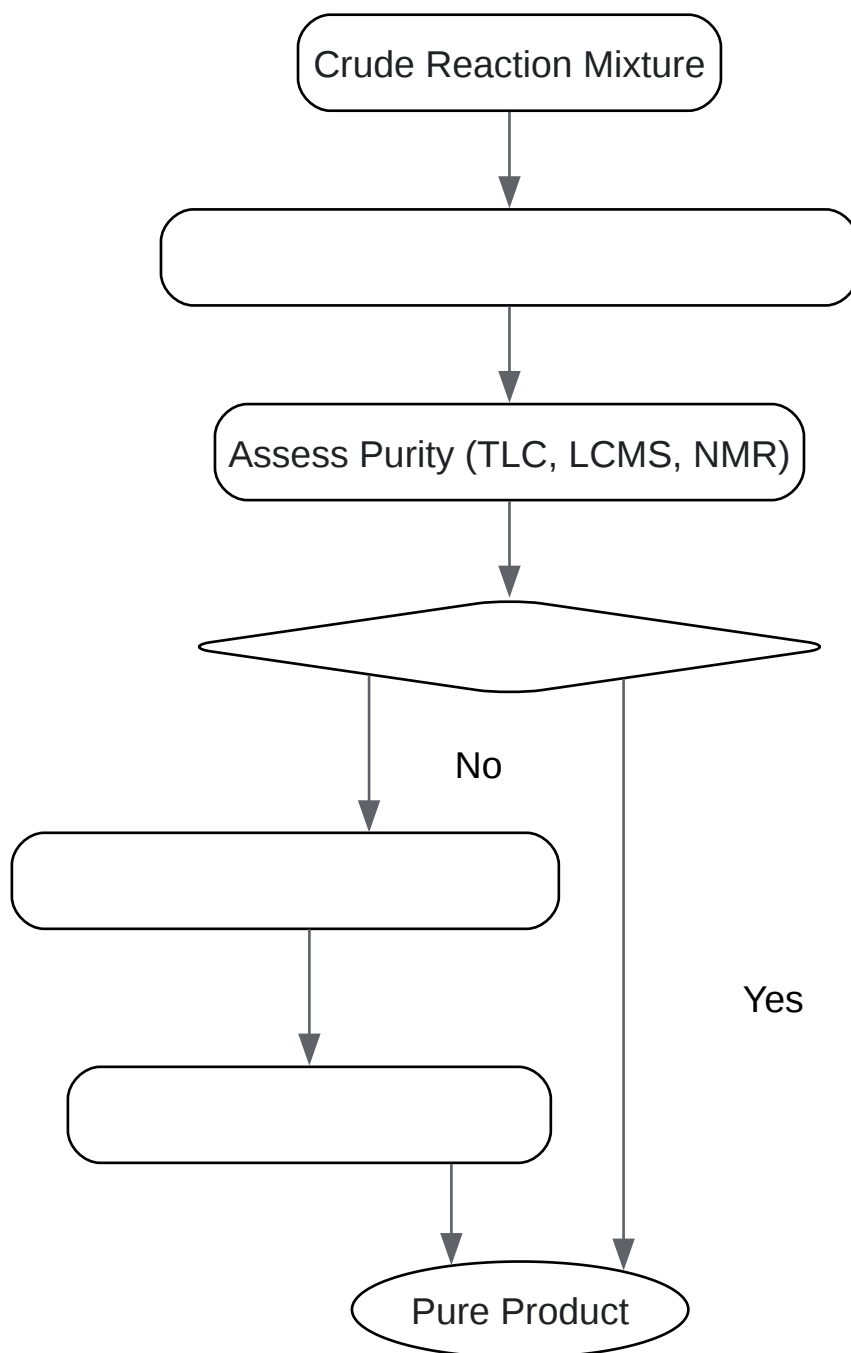 Crude Reaction Mixture
Assess Purity (TLC, LCMS, NMR)
No
Yes
Pure Product